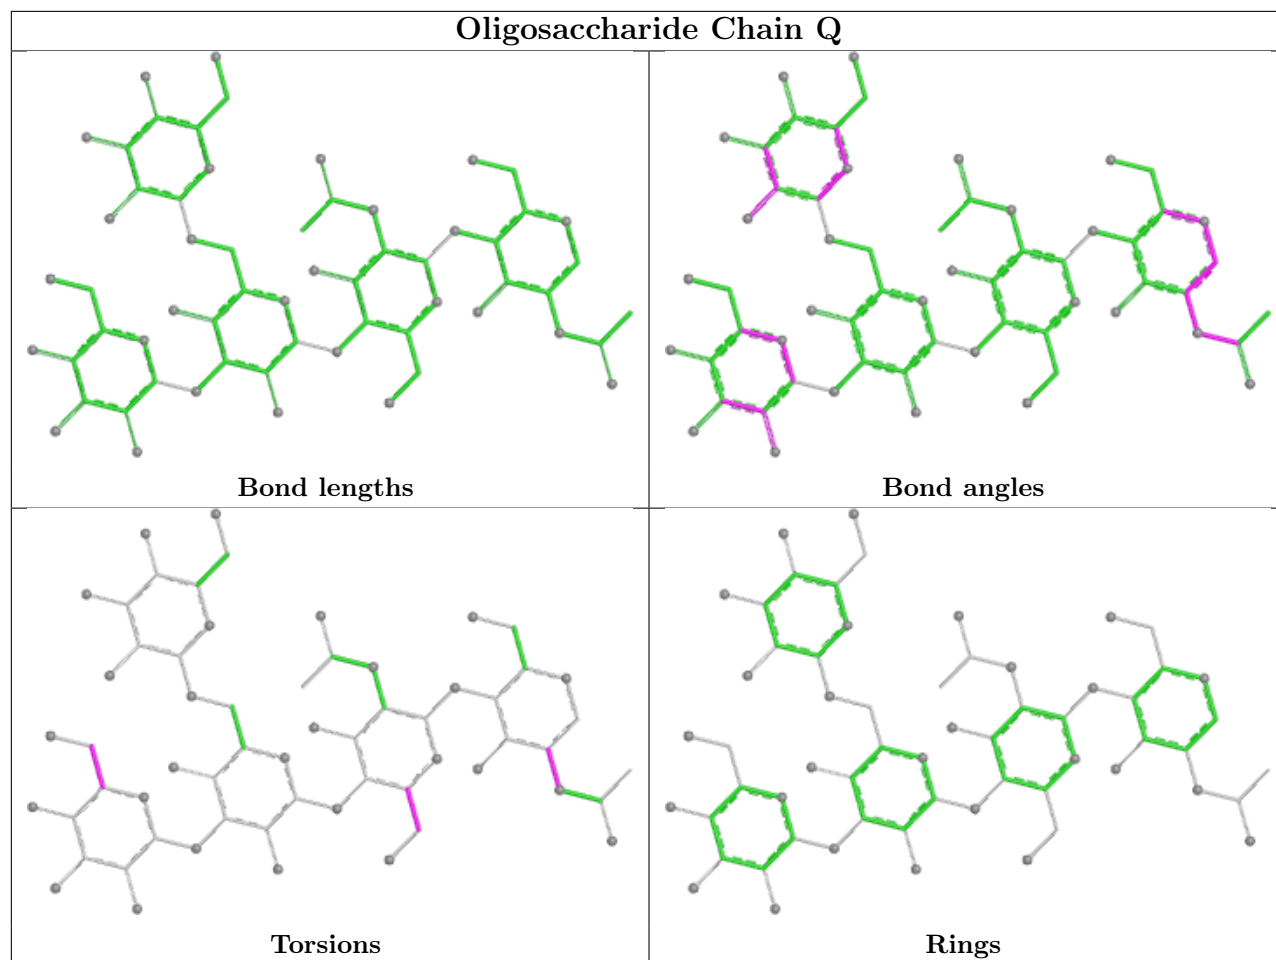 Oligosaccharide Chain Q
Bond lengths
Bond angles
Torsions
Rings